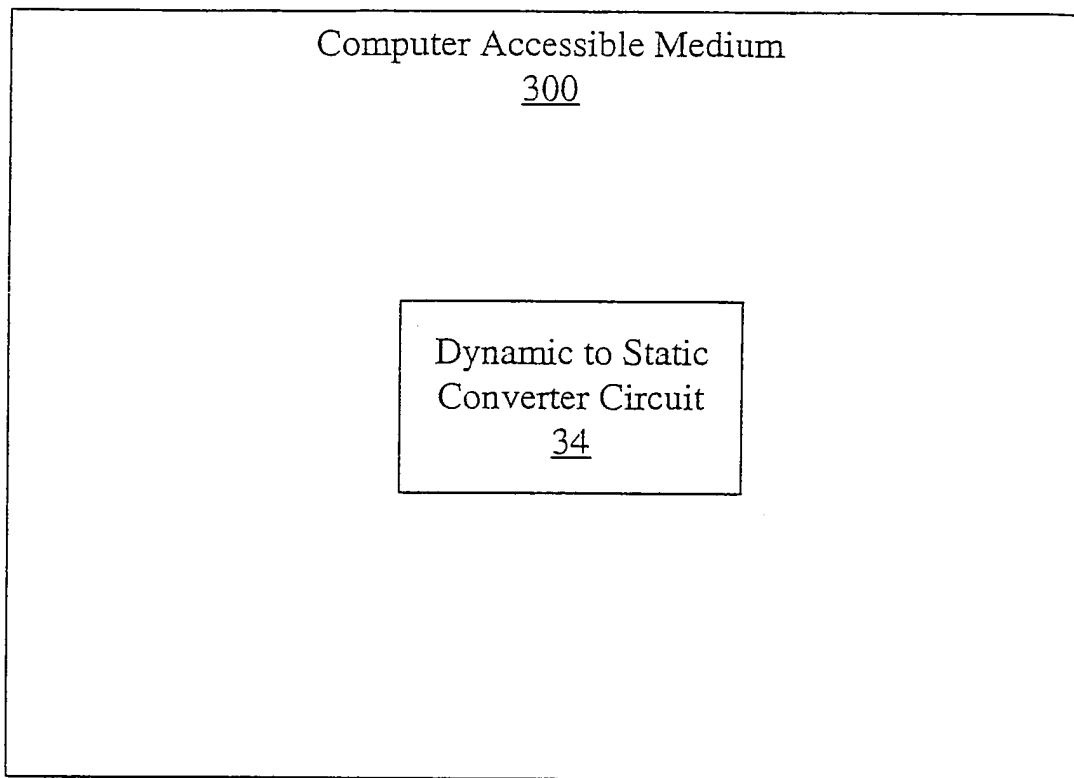 Computer Accessible Medium
300
Dynamic to Static
Converter Circuit
34